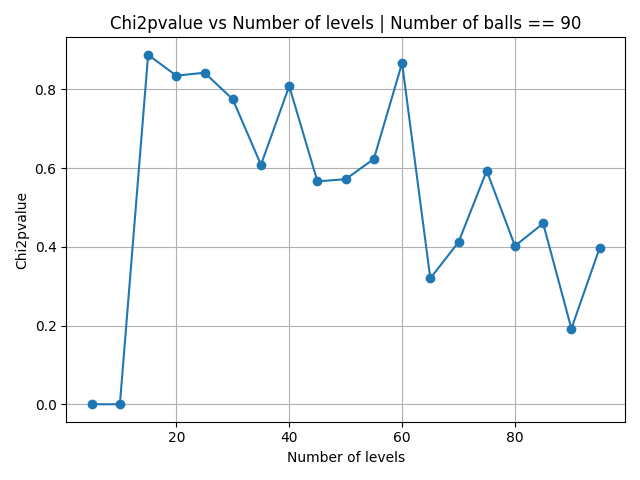 Chi2pvalue vs Number of levels | Number of balls == 90
Chi2pvalue
0.8
0.6
0.4
0.2
0.0
20 40 60 80
Number of levels